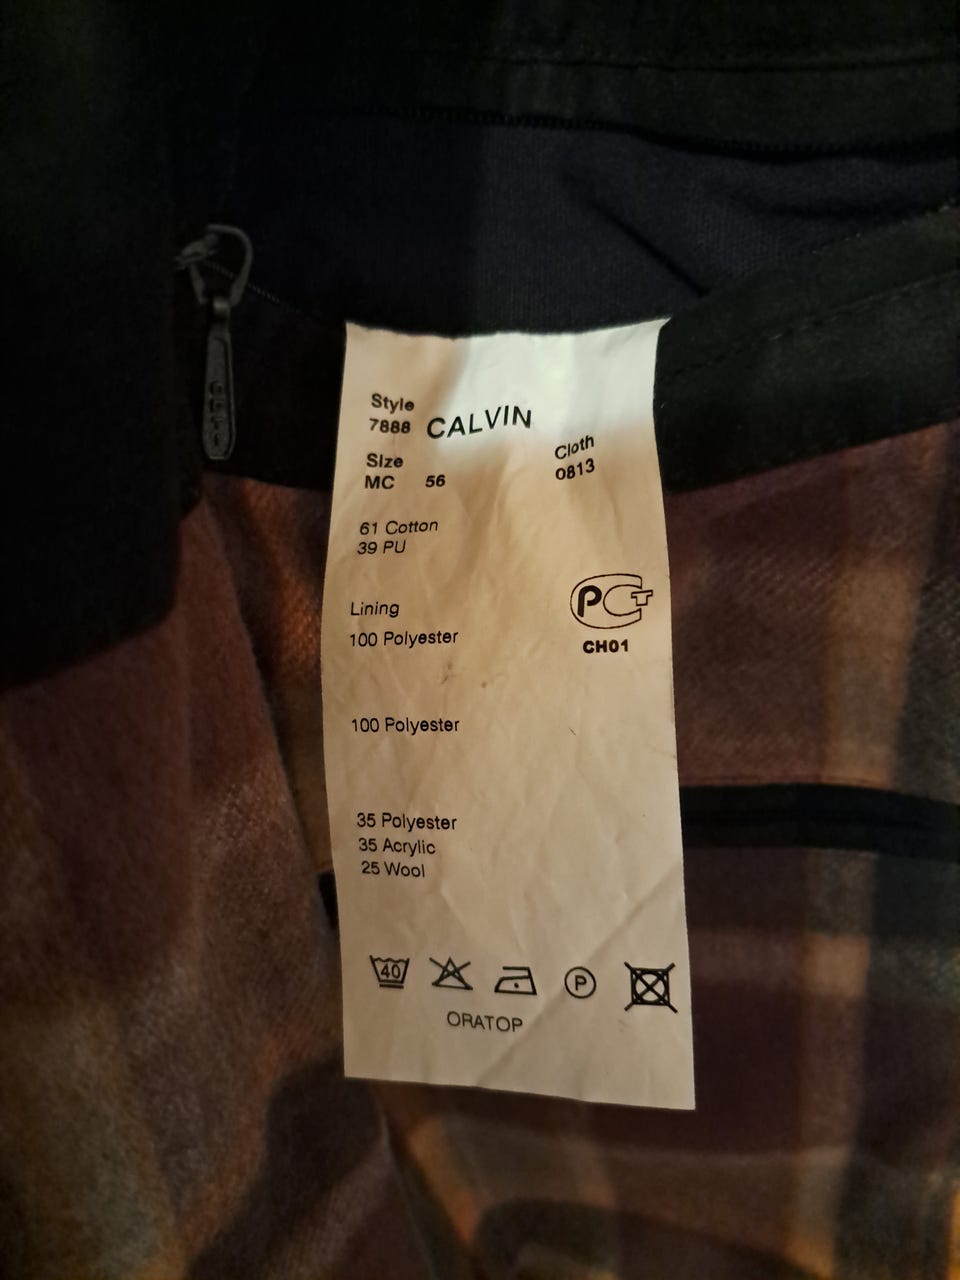 Style
7888 CALVIN
Size Cloth
MC 56 0813
61 Cotton
39 PU
Lining
100 Polyester
РСТ
CH01
100 Polyester
35 Polyester
35 Acrylic
25 Wool
40 P
ORATOP